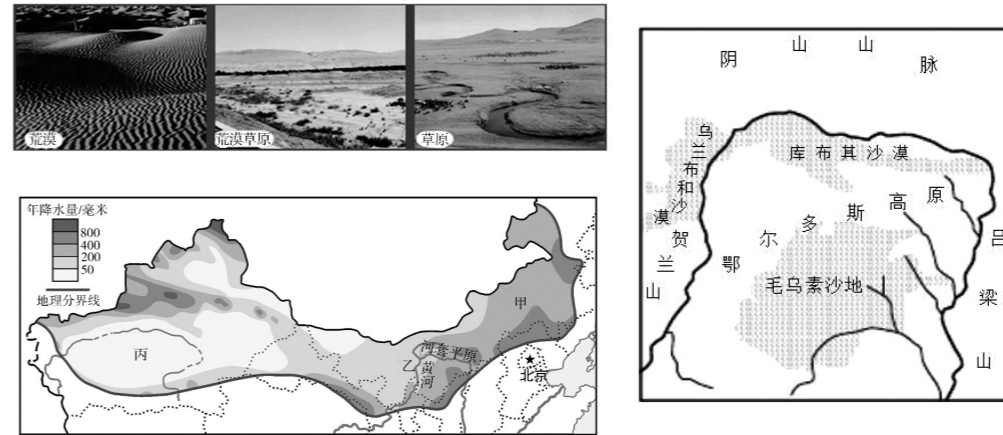 荒漠
荒漠草原
草原
年降水量/毫米
800
400
200
50
地理分界线
甲
乙
丙
河套平原
黄河
北京
阴山山脉
乌兰布和沙漠
库布其沙漠
鄂尔多斯高原
毛乌素沙地
贺兰山
吕梁山